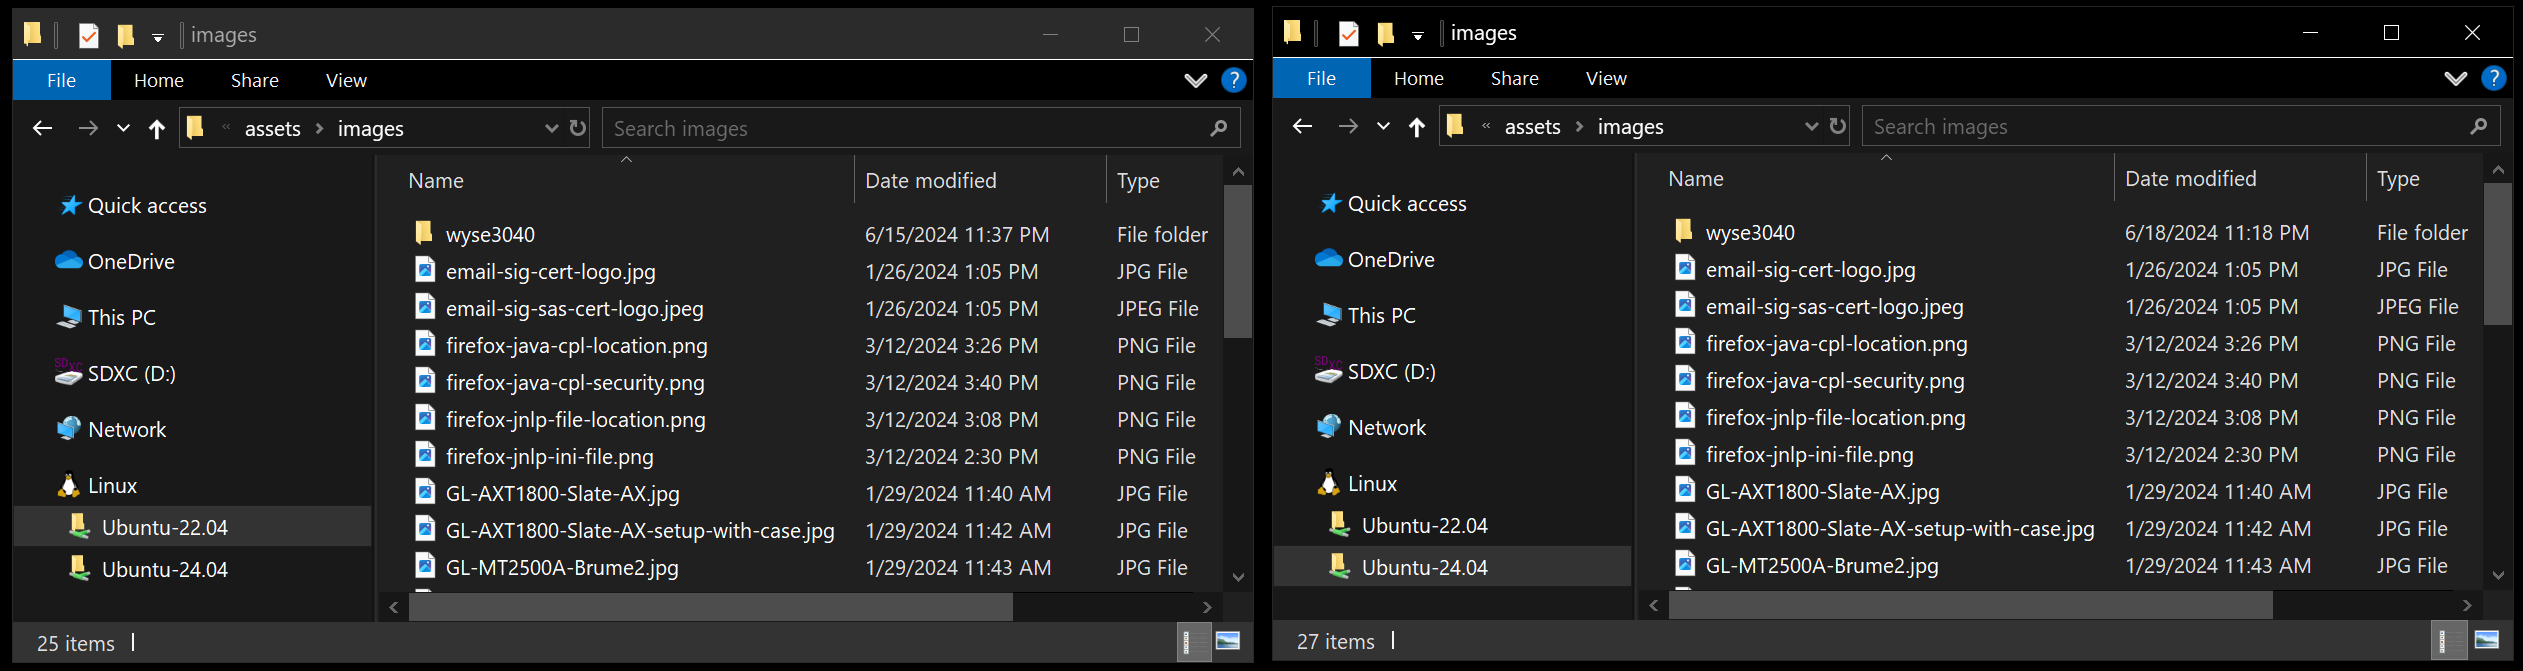 images
File Home Share View ?
« assets > images Search images
Name Date modified Type
Quick access
OneDrive
This PC
SDXC SDXC (D:)
Network
Linux
Ubuntu-22.04
Ubuntu-24.04
wyse3040 6/15/2024 11:37 PM File folder
email-sig-cert-logo.jpg 1/26/2024 1:05 PM JPG File
email-sig-sas-cert-logo.jpeg 1/26/2024 1:05 PM JPEG File
firefox-java-cpl-location.png 3/12/2024 3:26 PM PNG File
firefox-java-cpl-security.png 3/12/2024 3:40 PM PNG File
firefox-jnlp-file-location.png 3/12/2024 3:08 PM PNG File
firefox-jnlp-ini-file.png 3/12/2024 2:30 PM PNG File
GL-AXT1800-Slate-AX.jpg 1/29/2024 11:40 AM JPG File
GL-AXT1800-Slate-AX-setup-with-case.jpg 1/29/2024 11:42 AM JPG File
GL-MT2500A-Brume2.jpg 1/29/2024 11:43 AM JPG File
25 items
images
File Home Share View ?
« assets > images Search images
Name Date modified Type
Quick access
OneDrive
This PC
SDXC SDXC (D:)
Network
Linux
Ubuntu-22.04
Ubuntu-24.04
wyse3040 6/18/2024 11:18 PM File folder
email-sig-cert-logo.jpg 1/26/2024 1:05 PM JPG File
email-sig-sas-cert-logo.jpeg 1/26/2024 1:05 PM JPEG File
firefox-java-cpl-location.png 3/12/2024 3:26 PM PNG File
firefox-java-cpl-security.png 3/12/2024 3:40 PM PNG File
firefox-jnlp-file-location.png 3/12/2024 3:08 PM PNG File
firefox-jnlp-ini-file.png 3/12/2024 2:30 PM PNG File
GL-AXT1800-Slate-AX.jpg 1/29/2024 11:40 AM JPG File
GL-AXT1800-Slate-AX-setup-with-case.jpg 1/29/2024 11:42 AM JPG File
GL-MT2500A-Brume2.jpg 1/29/2024 11:43 AM JPG File
27 items